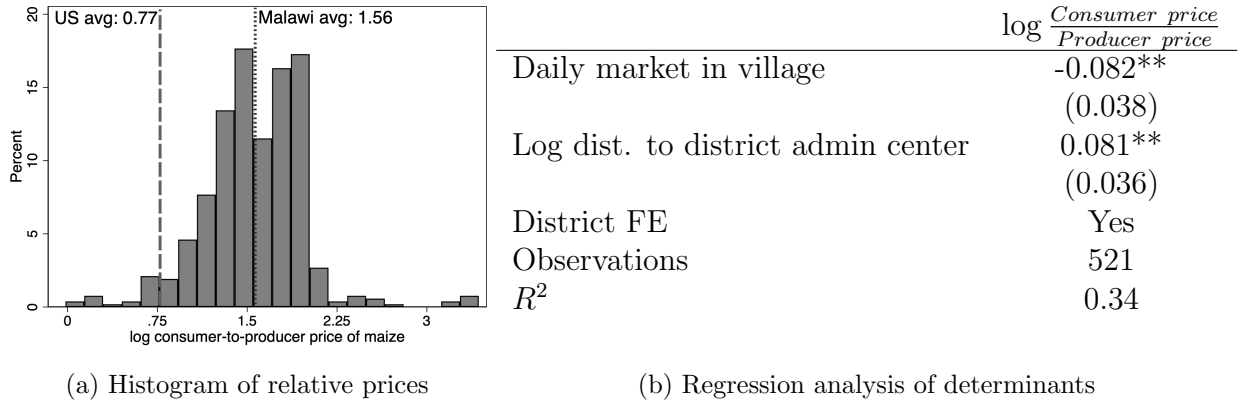 US avg: 0.77
Malawi avg: 1.56
20
15
10
5
0
Percent
0 .75 1.5 2.25 3
log consumer-to-producer price of maize
(a) Histogram of relative prices
log Consumer price / Producer price
Daily market in village -0.082**
(0.038)
Log dist. to district admin center 0.081**
(0.036)
District FE Yes
Observations 521
R² 0.34
(b) Regression analysis of determinants